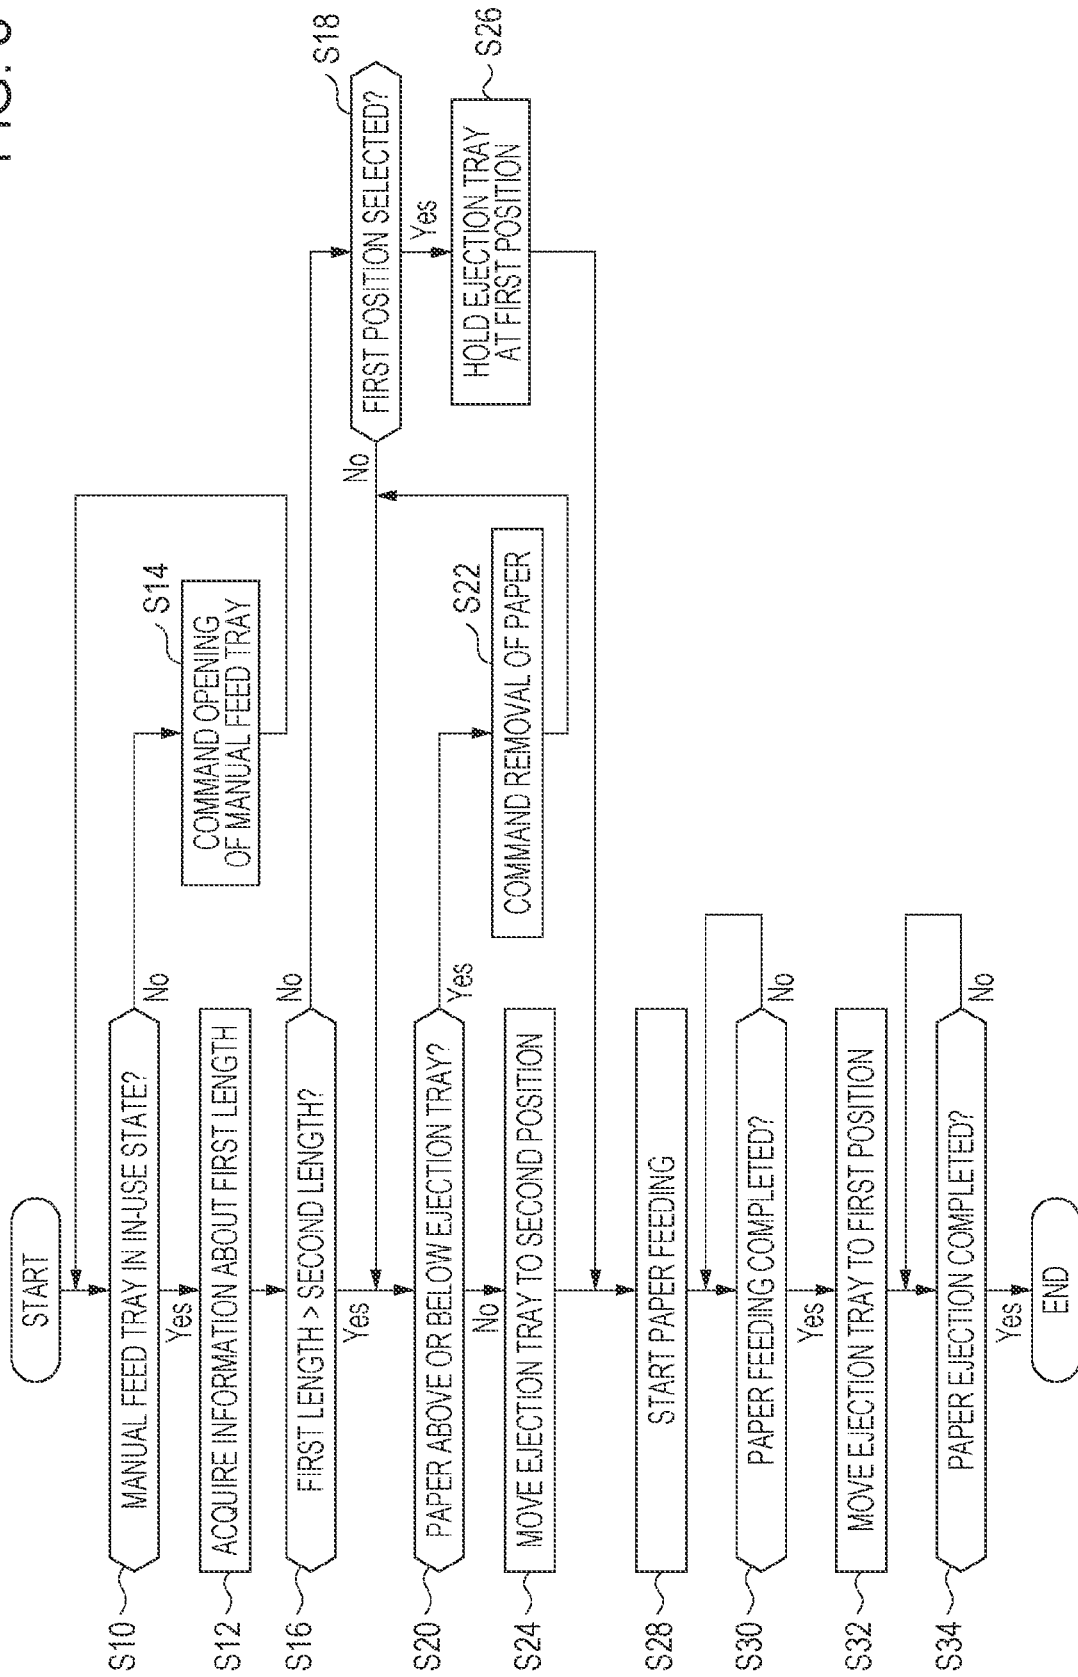 START
S10
MANUAL FEED TRAY IN IN-USE STATE?
No
Yes
S14
COMMAND OPENING
OF MANUAL FEED TRAY
S12
ACQUIRE INFORMATION ABOUT FIRST LENGTH
S16
FIRST LENGTH > SECOND LENGTH?
No
Yes
S18
FIRST POSITION SELECTED?
No
Yes
S20
PAPER ABOVE OR BELOW EJECTION TRAY?
Yes
No
S22
COMMAND REMOVAL OF PAPER
S26
HOLD EJECTION TRAY
AT FIRST POSITION
S24
MOVE EJECTION TRAY TO SECOND POSITION
S28
START PAPER FEEDING
S30
PAPER FEEDING COMPLETED?
No
Yes
S32
MOVE EJECTION TRAY TO FIRST POSITION
S34
PAPER EJECTION COMPLETED?
No
Yes
END